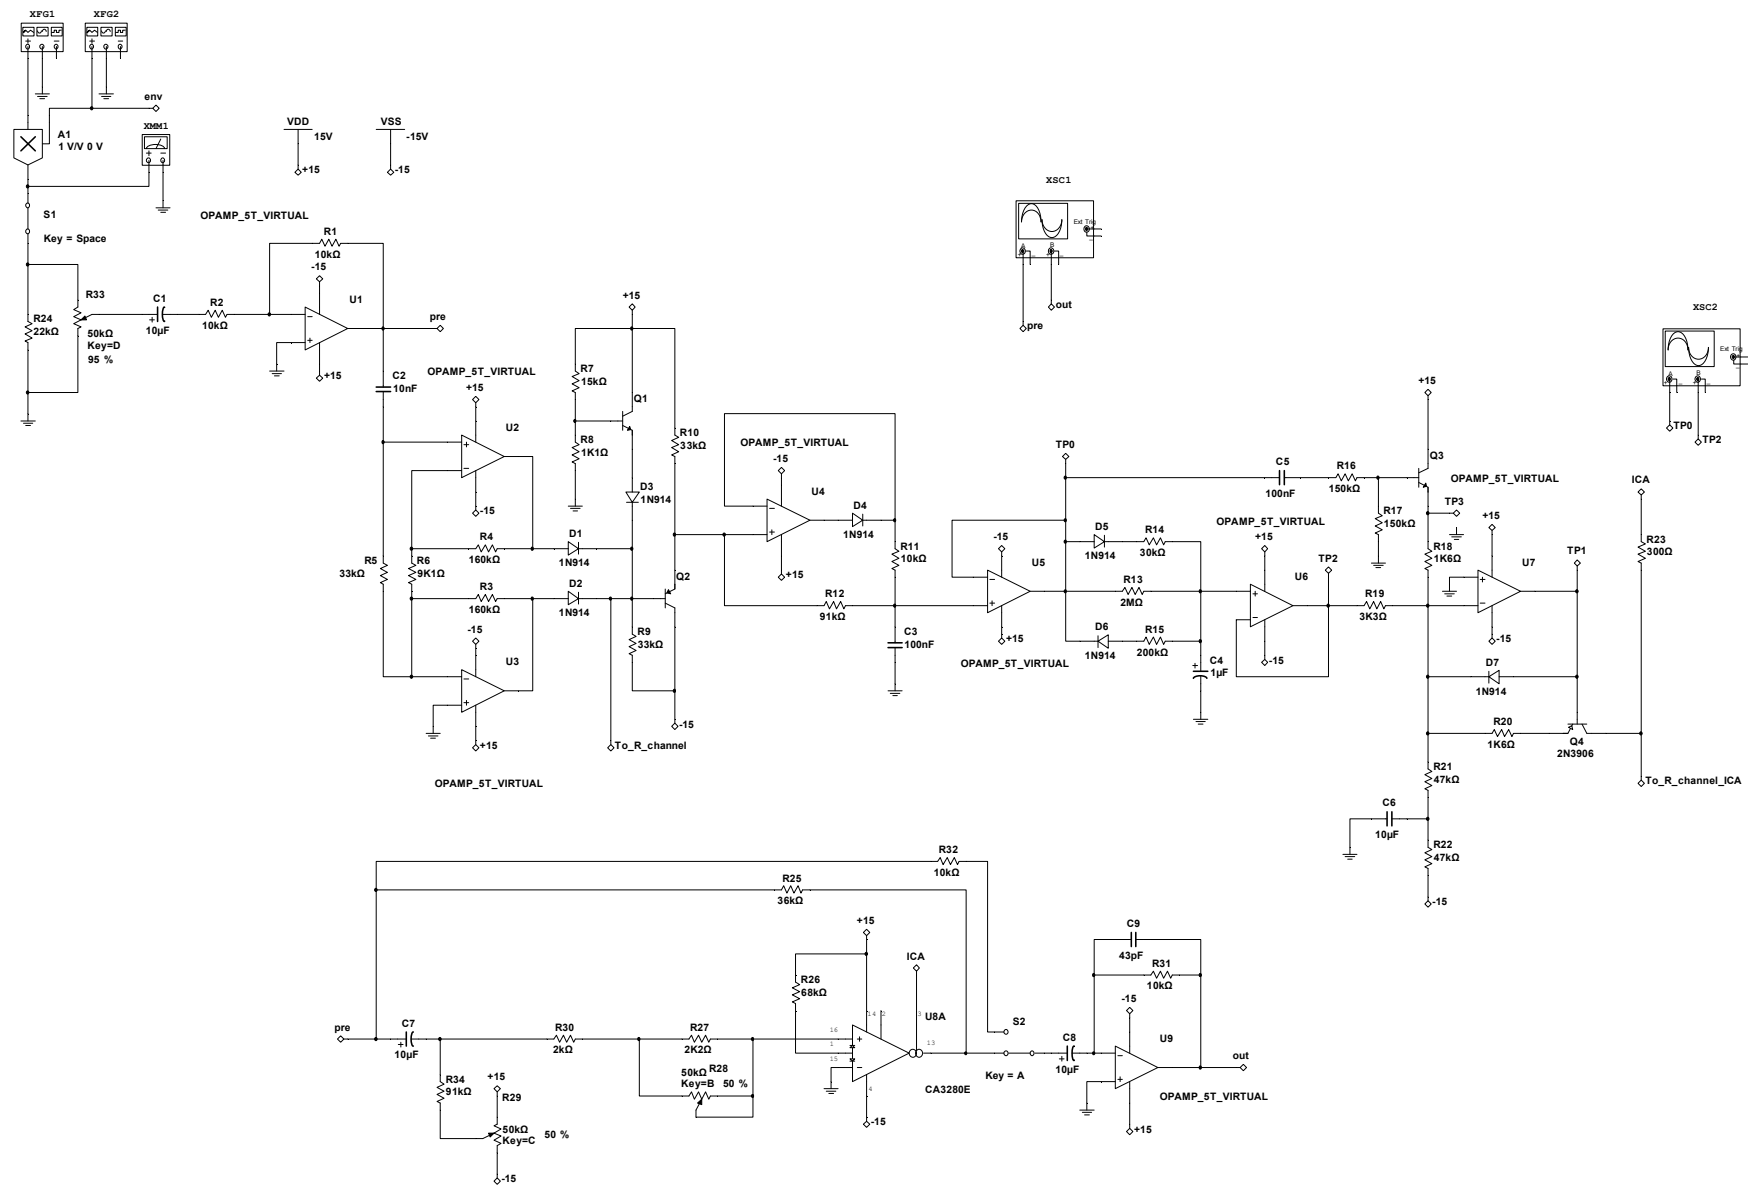 XFG1
XFG2
env
A1
1 V/V 0 V
XMM1
VDD
15V
+15
VSS
-15V
-15
S1
Key = Space
R24
22kΩ
R33
50kΩ
Key=D
95 %
C1
10µF
R2
10kΩ
OPAMP_5T_VIRTUAL
R1
10kΩ
-15
U1
+15
pre
C2
10nF
OPAMP_5T_VIRTUAL
+15
U2
-15
R4
160kΩ
R5
33kΩ
R6
9K1Ω
R3
160kΩ
-15
U3
+15
OPAMP_5T_VIRTUAL
D1
1N914
D2
1N914
+15
R7
15kΩ
Q1
R8
1K1Ω
R10
33kΩ
D3
1N914
Q2
R9
33kΩ
-15
To_R_channel
OPAMP_5T_VIRTUAL
-15
U4
+15
D4
1N914
R11
10kΩ
R12
91kΩ
C3
100nF
XSC1
Ext Trig
+
A
B
pre
out
TP0
-15
U5
+15
OPAMP_5T_VIRTUAL
D5
1N914
R14
30kΩ
R13
2MΩ
D6
1N914
R15
200kΩ
C4
1µF
OPAMP_5T_VIRTUAL
+15
U6
-15
TP2
R19
3K3Ω
C5
100nF
R16
150kΩ
R17
150kΩ
+15
Q3
OPAMP_5T_VIRTUAL
TP3
R18
1K6Ω
+15
U7
-15
TP1
D7
1N914
R20
1K6Ω
Q4
2N3906
ICA
R23
300Ω
To_R_channel_ICA
R21
47kΩ
C6
10µF
R22
47kΩ
-15
XSC2
Ext Trig
+
A
B
TP0
TP2
R32
10kΩ
R25
36kΩ
pre
C7
10µF
R34
91kΩ
+15
R29
50kΩ
Key=C
50 %
-15
R30
2kΩ
R27
2K2Ω
50kΩ
R28
Key=B
50 %
R26
68kΩ
+15
ICA
14
2
3
U8A
16
1
15
13
4
CA3280E
-15
S2
Key = A
C8
10µF
C9
43pF
R31
10kΩ
-15
U9
+15
out
OPAMP_5T_VIRTUAL